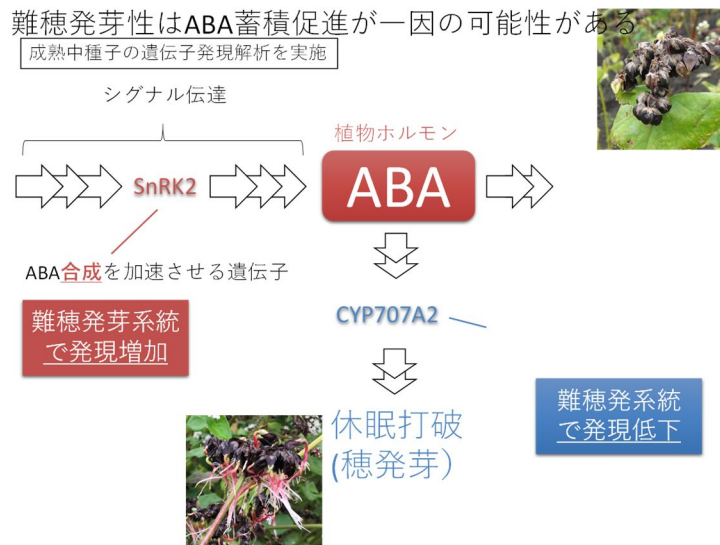 難穂発芽性はABA蓄積促進が一因の可能性がある
成熟中種子の遺伝子発現解析を実施
シグナル伝達
植物ホルモン
SnRK2
ABA
ABA合成を加速させる遺伝子
難穂発芽系統
で発現増加
CYP707A2
難穂発系統
で発現低下
休眠打破
(穂発芽）